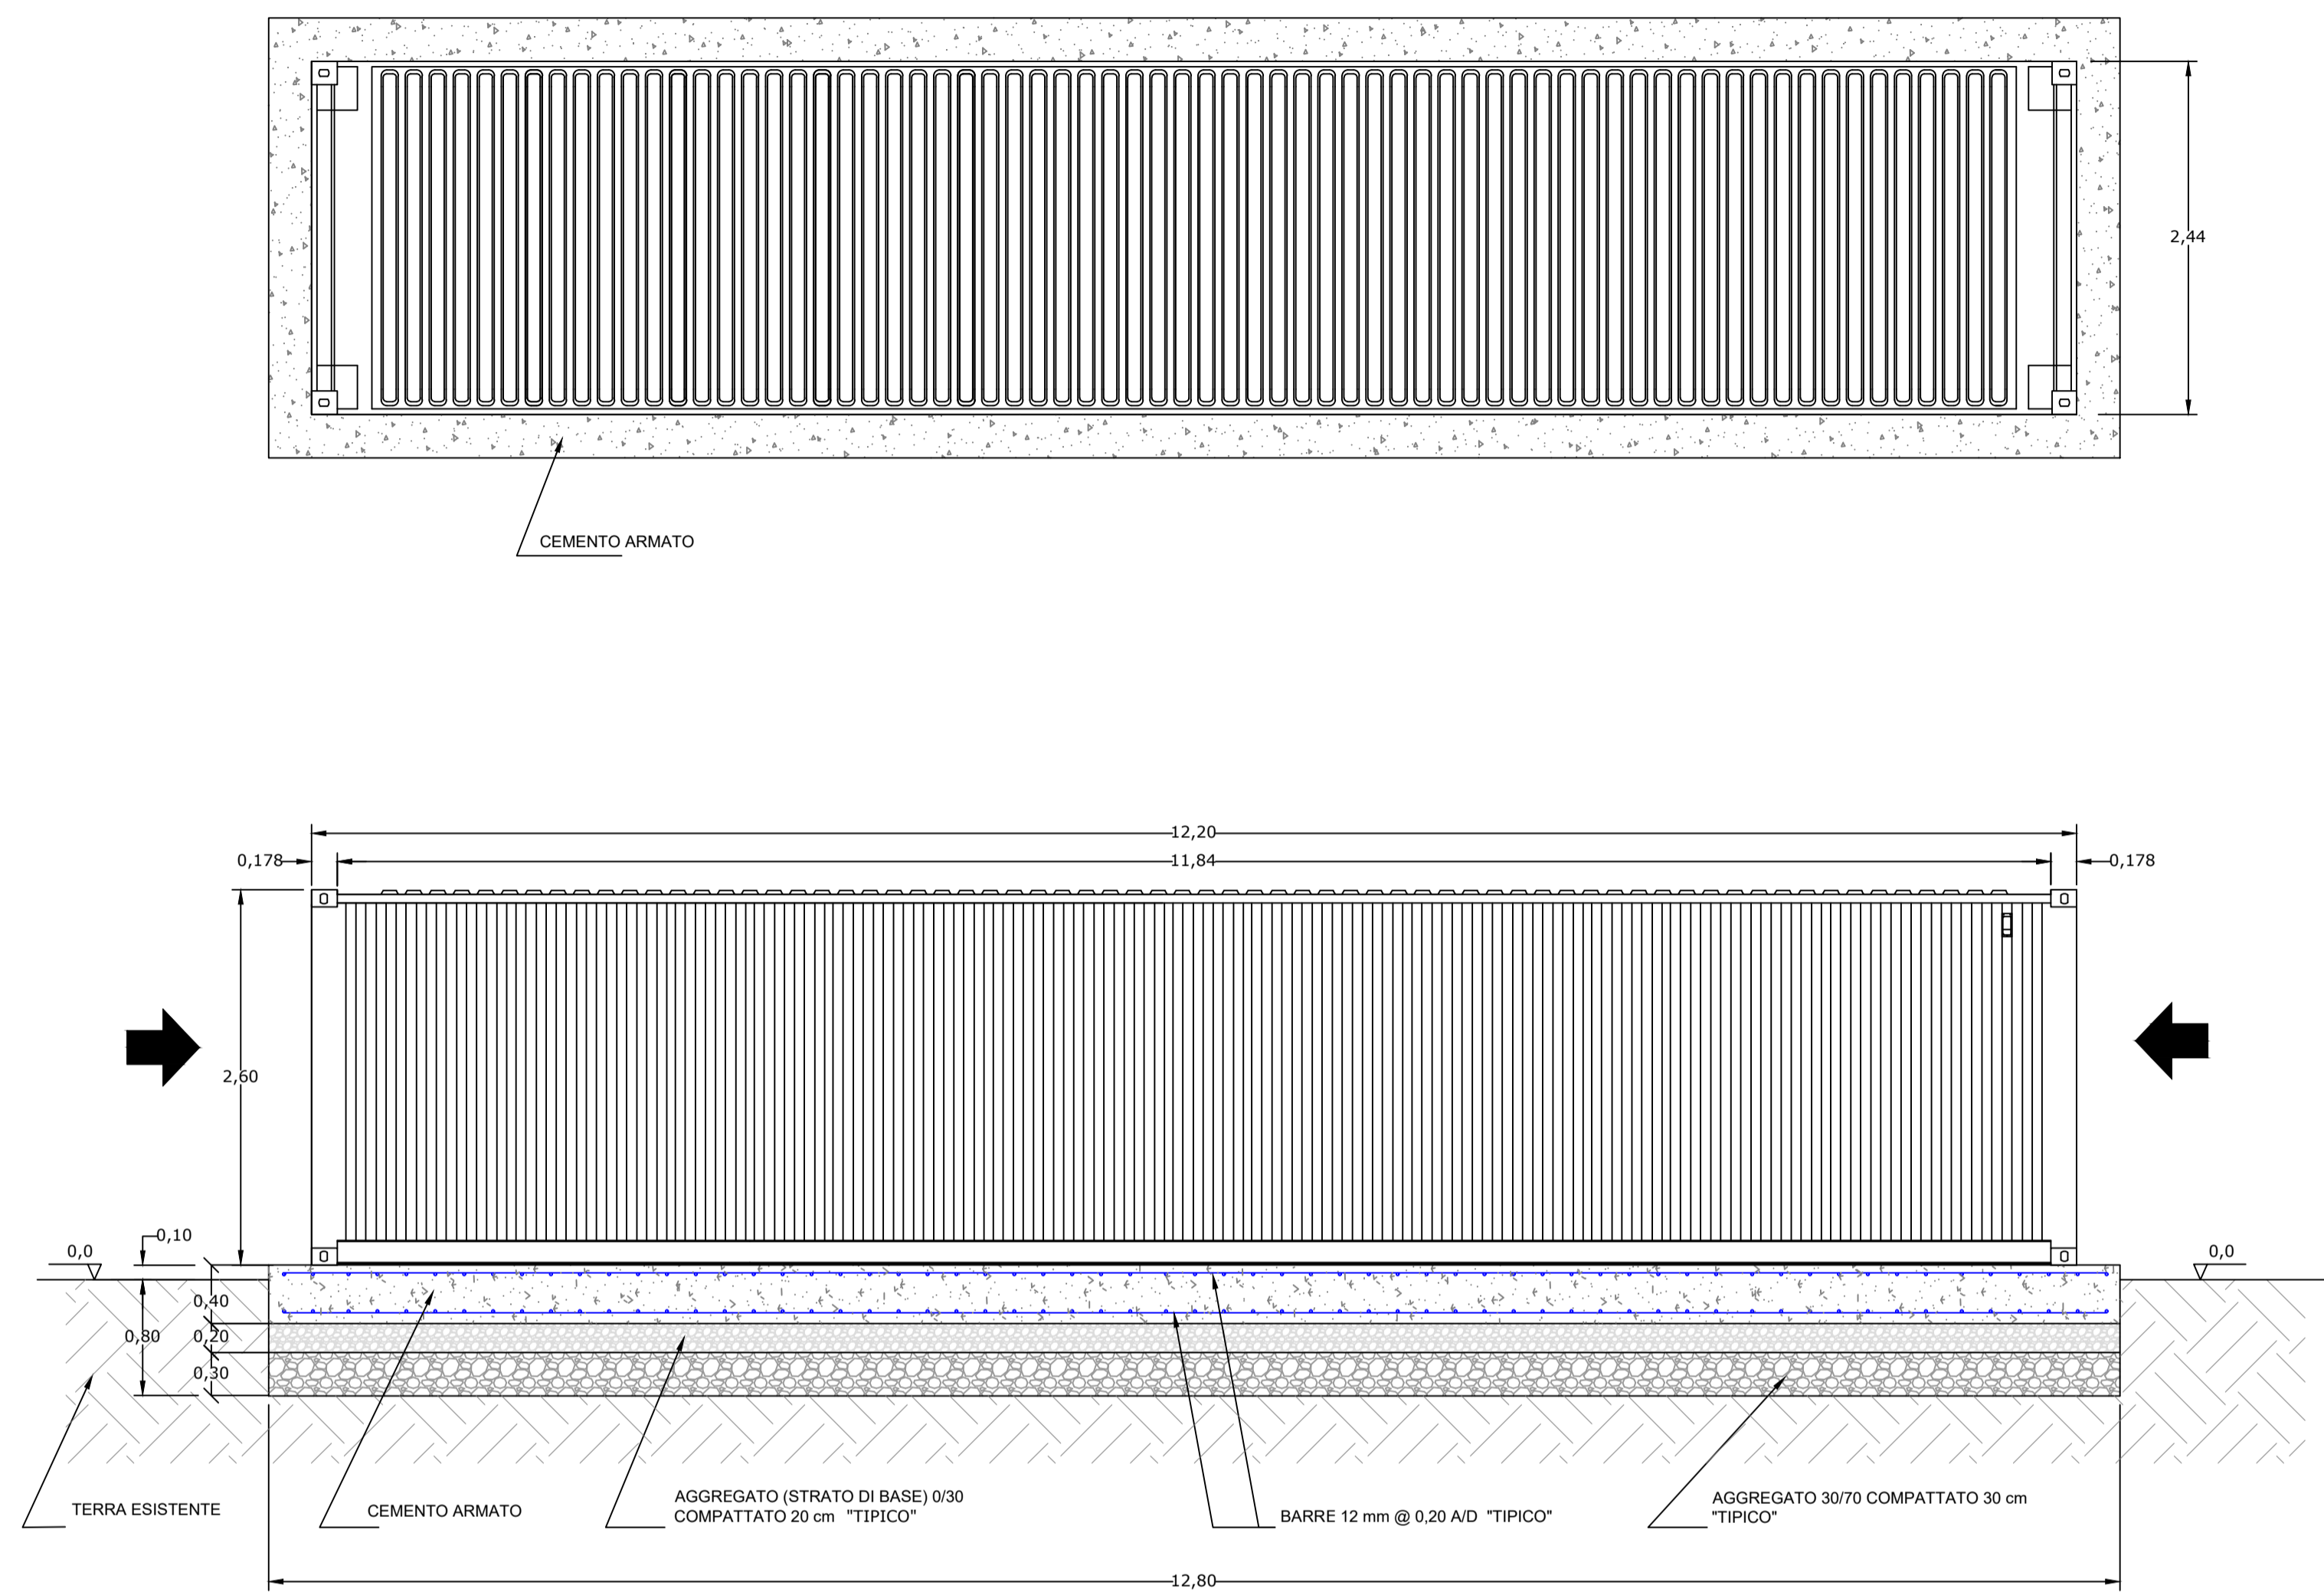 2,44
CEMENTO ARMATO
12,20
0,178
11,84
0,178
2,60
0,10
0,0
0,0
0,40
0,80
0,20
0,30
TERRA ESISTENTE
CEMENTO ARMATO
AGGREGATO (STRATO DI BASE) 0/30
COMPATTATO 20 cm "TIPICO"
BARRE 12 mm @ 0,20 A/D "TIPICO"
AGGREGATO 30/70 COMPATTATO 30 cm
"TIPICO"
12,80